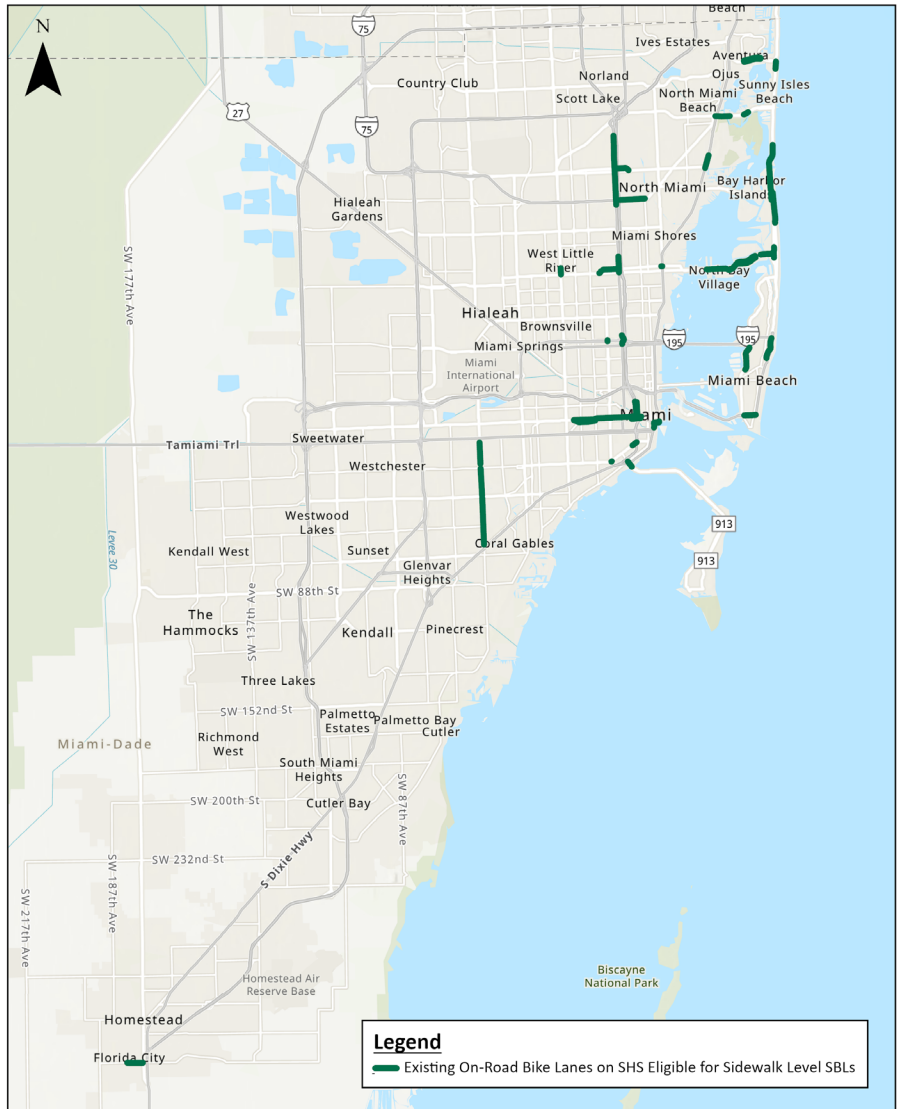 Beach
N
75
Ives Estates
Aventura
Ojus
Norland
Country Club
Sunny Isles
Beach
North Miami
Beach
Scott Lake
27
75
North Miami
Bay Harbor
Islands
Hialeah
Gardens
Miami Shores
West Little
River
North Bay
Village
SW 177th Ave
Hialeah
Brownsville
Miami Springs
195
195
Miami
International
Airport
Miami Beach
Miami
Sweetwater
Tamiami Trl
Westchester
Westwood
Lakes
913
Levee 30
Kendall West
Sunset
Coral Gables
913
Glenvar
Heights
SW 88th St
SW 137th Ave
The
Hammocks
Kendall
Pinecrest
Three Lakes
SW 152nd St
Palmetto
Estates
Palmetto Bay
Cutler
Richmond
West
Miami-Dade
South Miami
Heights
SW 87th Ave
SW 200th St
Cutler Bay
S Dixie Hwy
SW 232nd St
SW 187th Ave
SW 217th Ave
Homestead Air
Reserve Base
Biscayne
National Park
Homestead
Florida City
Legend
Existing On-Road Bike Lanes on SHS Eligible for Sidewalk Level SBLs